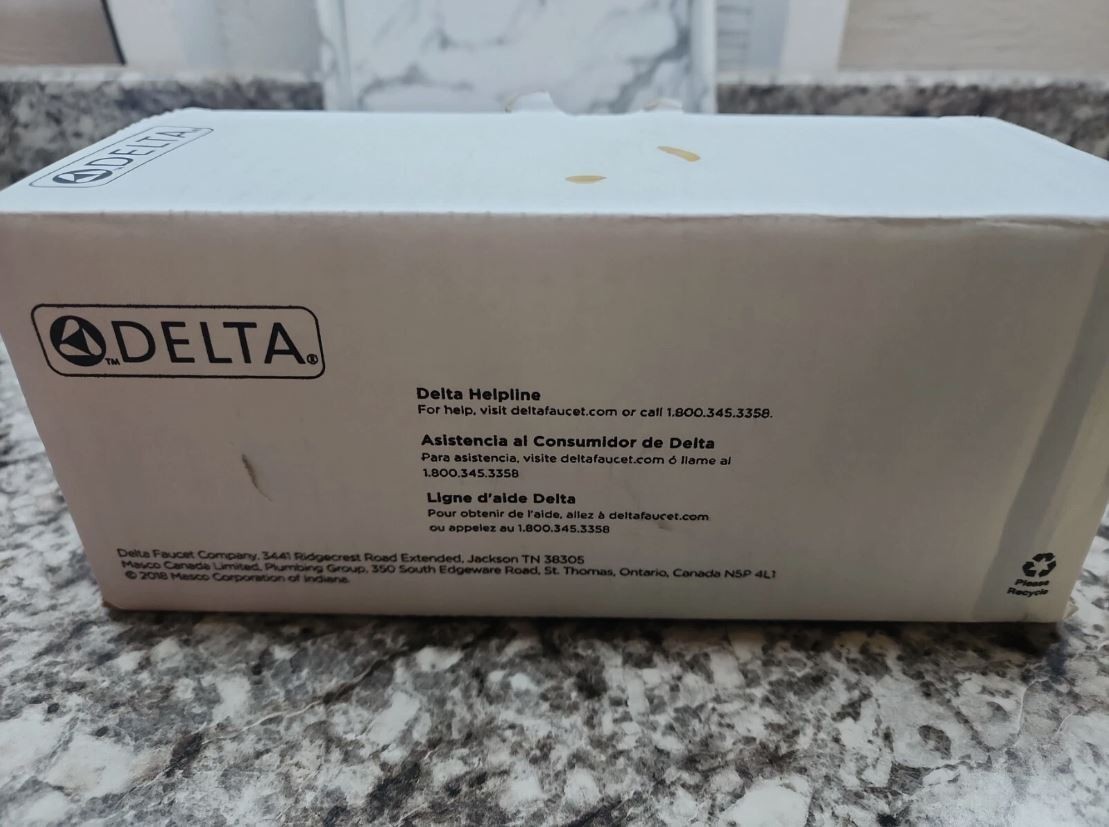 DELTA
™DELTA®
Delta Helpline
For help, visit deltafaucet.com or call 1.800.345.3358.
Asistencia al Consumidor de Delta
Para asistencia, visite deltafaucet.com ó llame al
1.800.345.3358
Ligne d'aide Delta
Pour obtenir de l'aide, allez à deltafaucet.com
ou appelez au 1.800.345.3358
Delta Faucet Company, 3441 Ridgecrest Road Extended, Jackson TN 38305
Masco Canada Limited, Plumbing Group, 350 South Edgeware Road, St. Thomas, Ontario, Canada N5P 4L1
© 2018 Masco Corporation of Indiana.
Please
Recycle